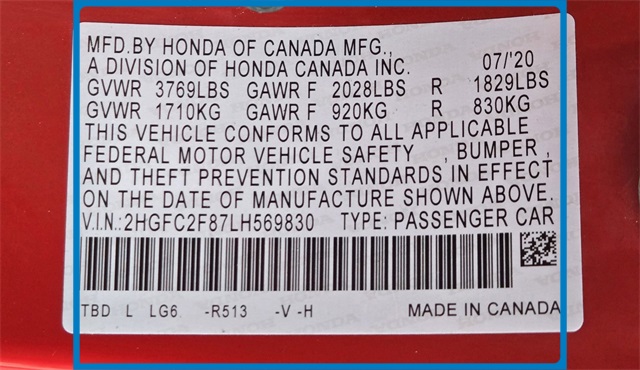 MFD.BY HONDA OF CANADA MFG.,
A DIVISION OF HONDA CANADA INC. 07/'20
GVWR 3769LBS GAWR F 2028LBS R 1829LBS
GVWR 1710KG GAWR F 920KG R 830KG
THIS VEHICLE CONFORMS TO ALL APPLICABLE
FEDERAL MOTOR VEHICLE SAFETY , BUMPER ,
AND THEFT PREVENTION STANDARDS IN EFFECT
ON THE DATE OF MANUFACTURE SHOWN ABOVE.
V.I.N.:2HGFC2F87LH569830 TYPE: PASSENGER CAR
TBD L LG6 -R513 -V -H MADE IN CANADA